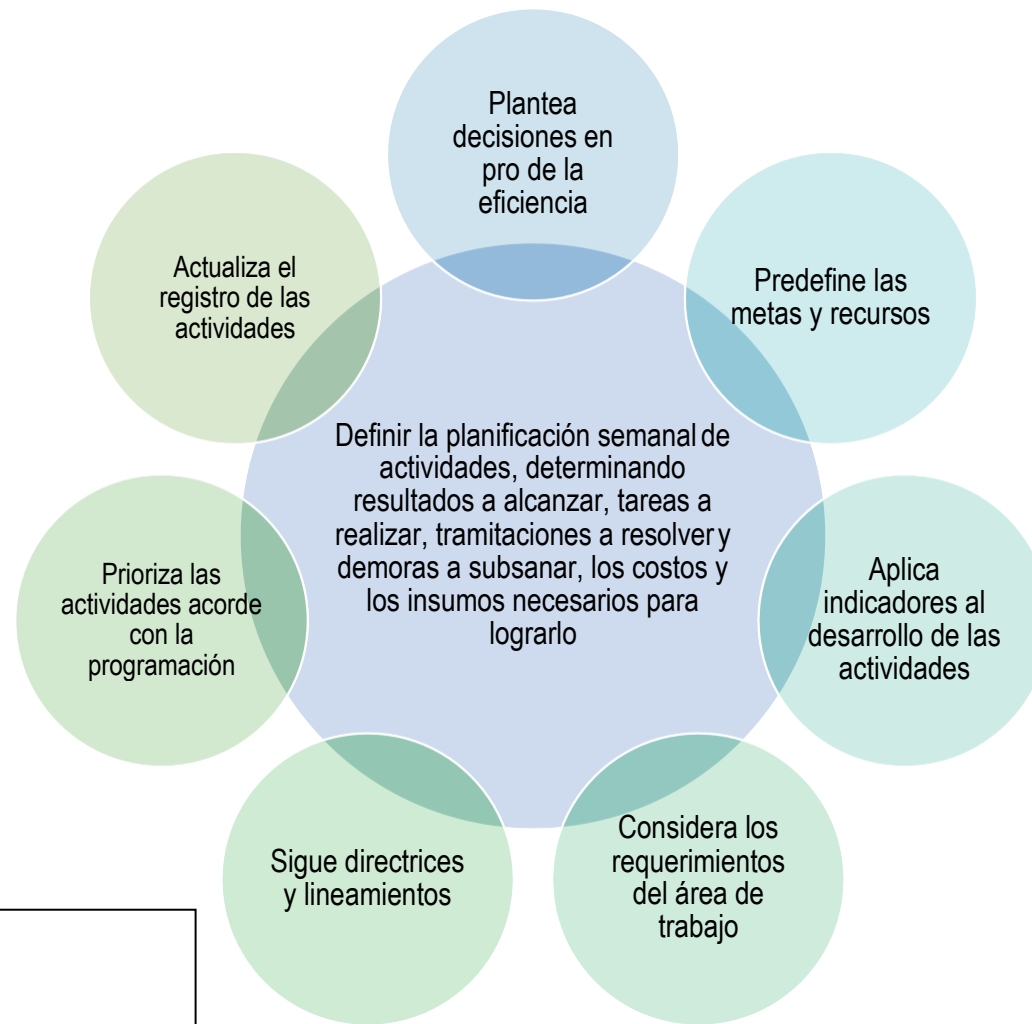 Plantea
decisiones en
pro de la
eficiencia
Predefine las
metas y recursos
Aplica
indicadores al
desarrollo de las
actividades
Considera los
requerimientos
del área de
trabajo
Sigue directrices
y lineamientos
Prioriza las
actividades acorde
con la
programación
Actualiza el
registro de las
actividades
Definir la planificación semanal de
actividades, determinando
resultados a alcanzar, tareas a
realizar, tramitaciones a resolver y
demoras a subsanar, los costos y
los insumos necesarios para
lograrlo